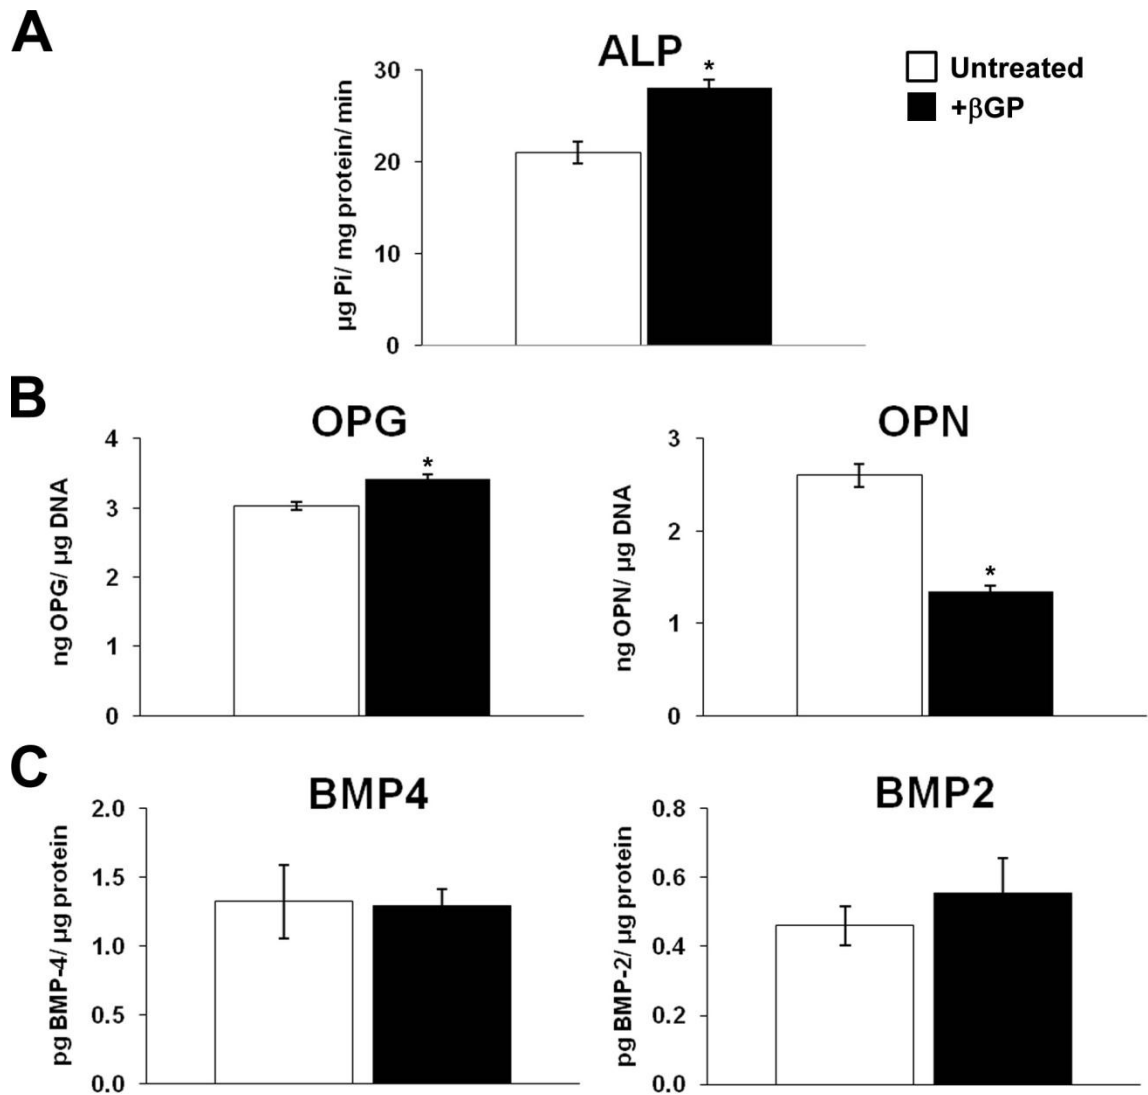 A
ALP
Untreated
+βGP
*
30
20
10
0
µg Pi/ mg protein/ min
B
OPG
*
4
3
2
1
0
ng OPG/ µg DNA
OPN
*
3
2
1
0
ng OPN/ µg DNA
C
BMP4
2.0
1.5
1.0
0.5
0.0
pg BMP-4/ µg protein
BMP2
0.8
0.6
0.4
0.2
0.0
pg BMP-2/ µg protein